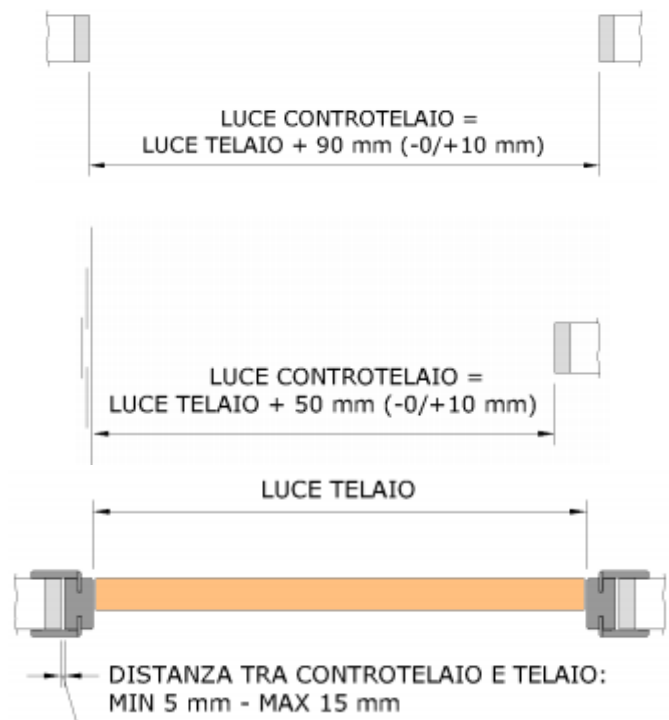 LUCE CONTROTELAIO =
LUCE TELAIO + 90 mm (-0/+10 mm)
LUCE CONTROTELAIO =
LUCE TELAIO + 50 mm (-0/+10 mm)
LUCE TELAIO
DISTANZA TRA CONTROTELAIO E TELAIO:
MIN 5 mm - MAX 15 mm